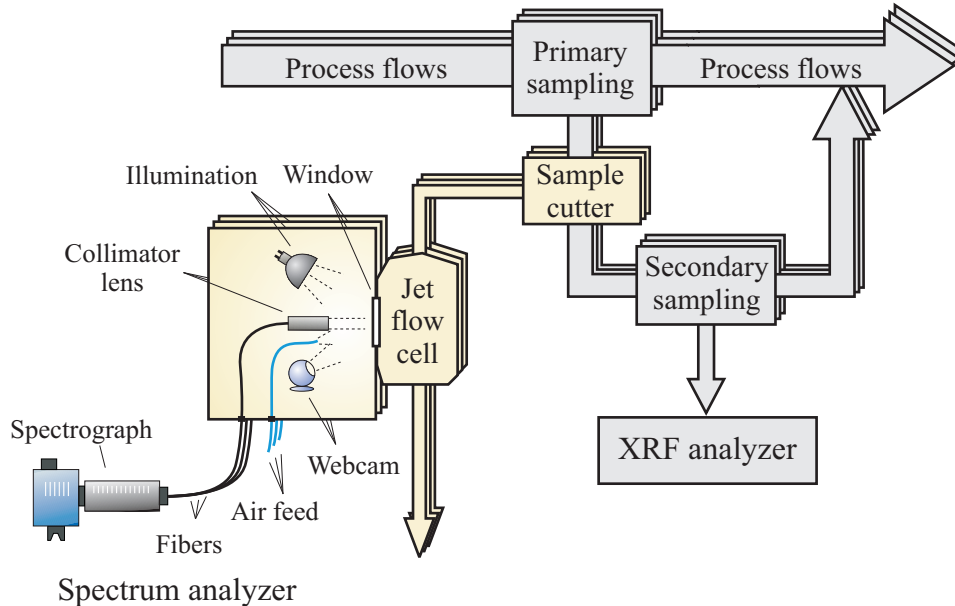 Process flows
Primary
sampling
Process flows
Illumination
Window
Sample
cutter
Collimator
lens
Jet
flow
cell
Secondary
sampling
Spectrograph
Webcam
XRF analyzer
Air feed
Fibers
Spectrum analyzer